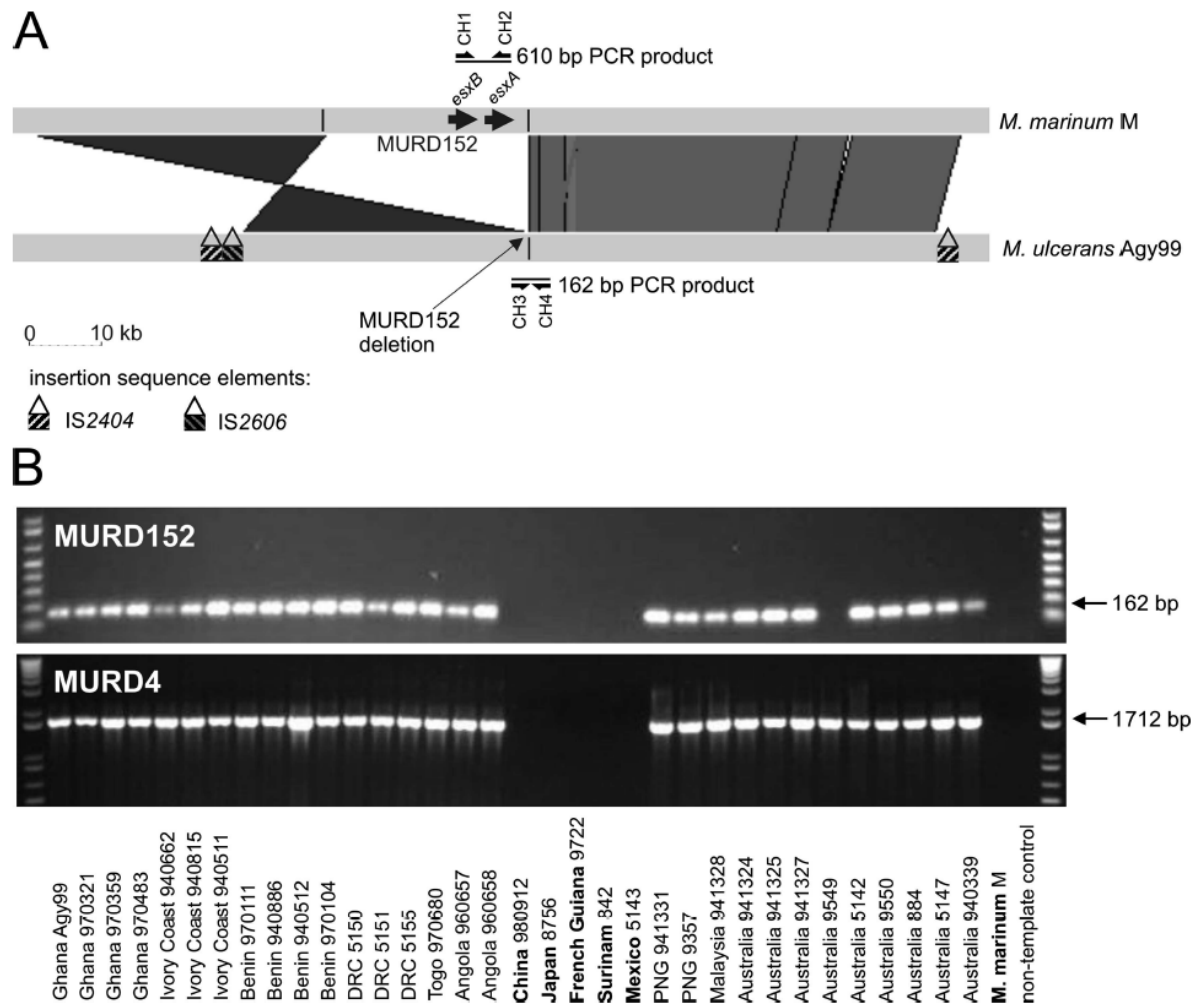 A
CH1
CH2
610 bp PCR product
esxB
esxA
M. marinum M
MURD152
M. ulcerans Agy99
CH3
CH4
162 bp PCR product
MURD152
deletion
0 10 kb
insertion sequence elements:
IS2404 IS2606
B
MURD152
162 bp
MURD4
1712 bp
Ghana Agy99
Ghana 970321
Ghana 970359
Ghana 970483
Ivory Coast 940662
Ivory Coast 940815
Ivory Coast 940511
Benin 970111
Benin 940886
Benin 940512
Benin 970104
DRC 5150
DRC 5151
DRC 5155
Togo 970680
Angola 960657
Angola 960658
China 980912
Japan 8756
French Guiana 9722
Surinam 842
Mexico 5143
PNG 941331
PNG 9357
Malaysia 941328
Australia 941324
Australia 941325
Australia 941327
Australia 9549
Australia 5142
Australia 9550
Australia 884
Australia 5147
Australia 940339
M. marinum M
non-template control